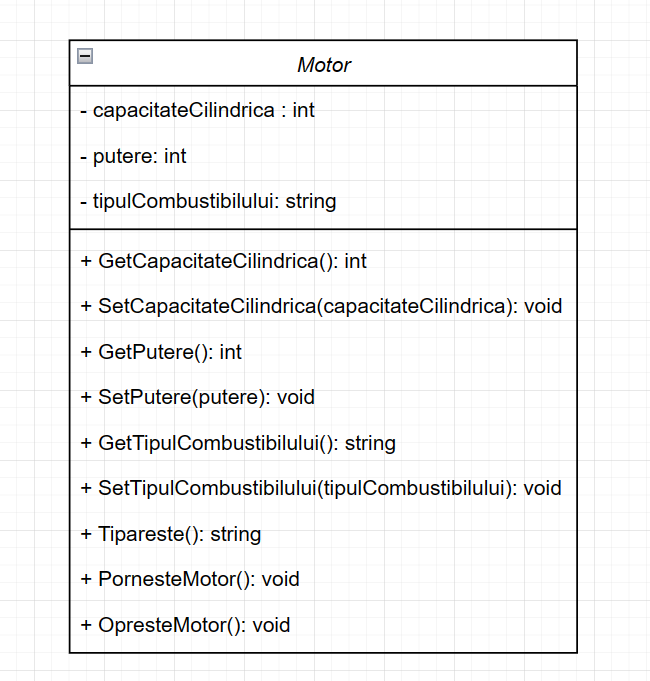 Motor
- capacitateCilindrica : int
- putere: int
- tipulCombustibilului: string
+ GetCapacitateCilindrica(): int
+ SetCapacitateCilindrica(capacitateCilindrica): void
+ GetPutere(): int
+ SetPutere(putere): void
+ GetTipulCombustibilului(): string
+ SetTipulCombustibilului(tipulCombustibilului): void
+ Tipareste(): string
+ PornesteMotor(): void
+ OpresteMotor(): void